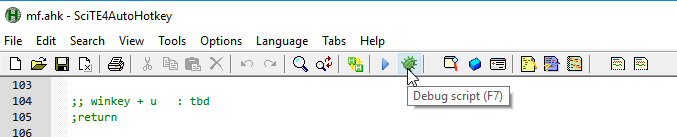 mf.ahk - SciTE4AutoHotkey
File Edit Search View Tools Options Language Tabs Help
103
104 ;; winkey + u : tbd
105 ;return
106
Debug script (F7)